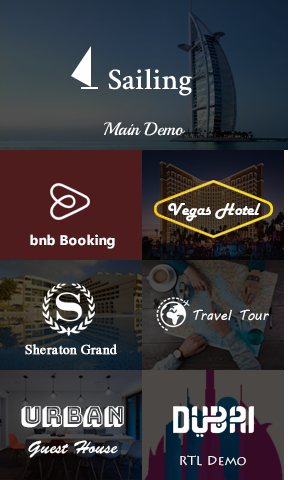 Sailing
Main Demo
bnb Booking
Vegas Hotel
S
Sheraton Grand
Travel Tour
URBAN
Guest House
DUBAI
RTL DEMO